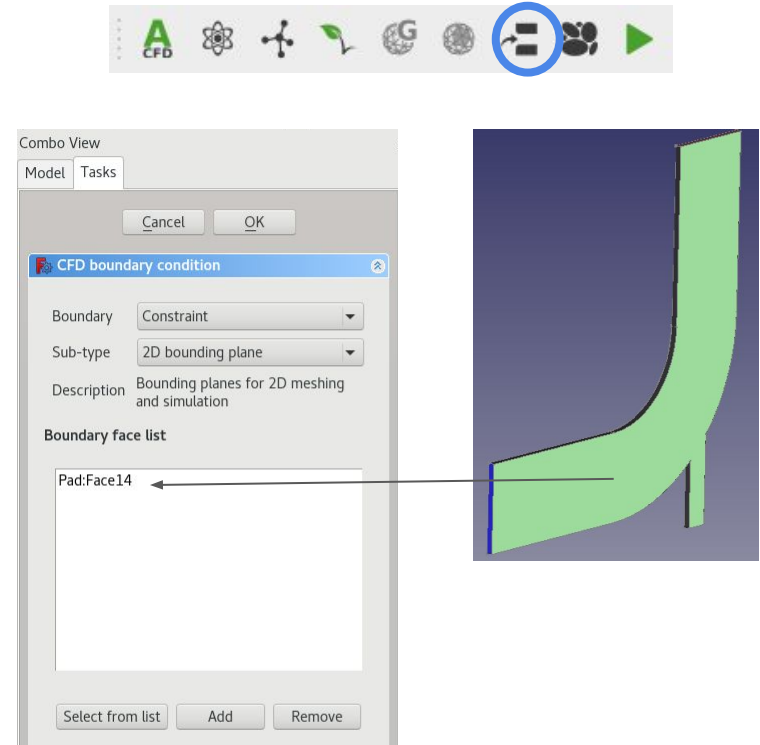 A
CFD
G
Combo View
Model Tasks
Cancel OK
CFD boundary condition
Boundary Constraint
Sub-type 2D bounding plane
Description Bounding planes for 2D meshing
and simulation
Boundary face list
Pad:Face14
Select from list Add Remove